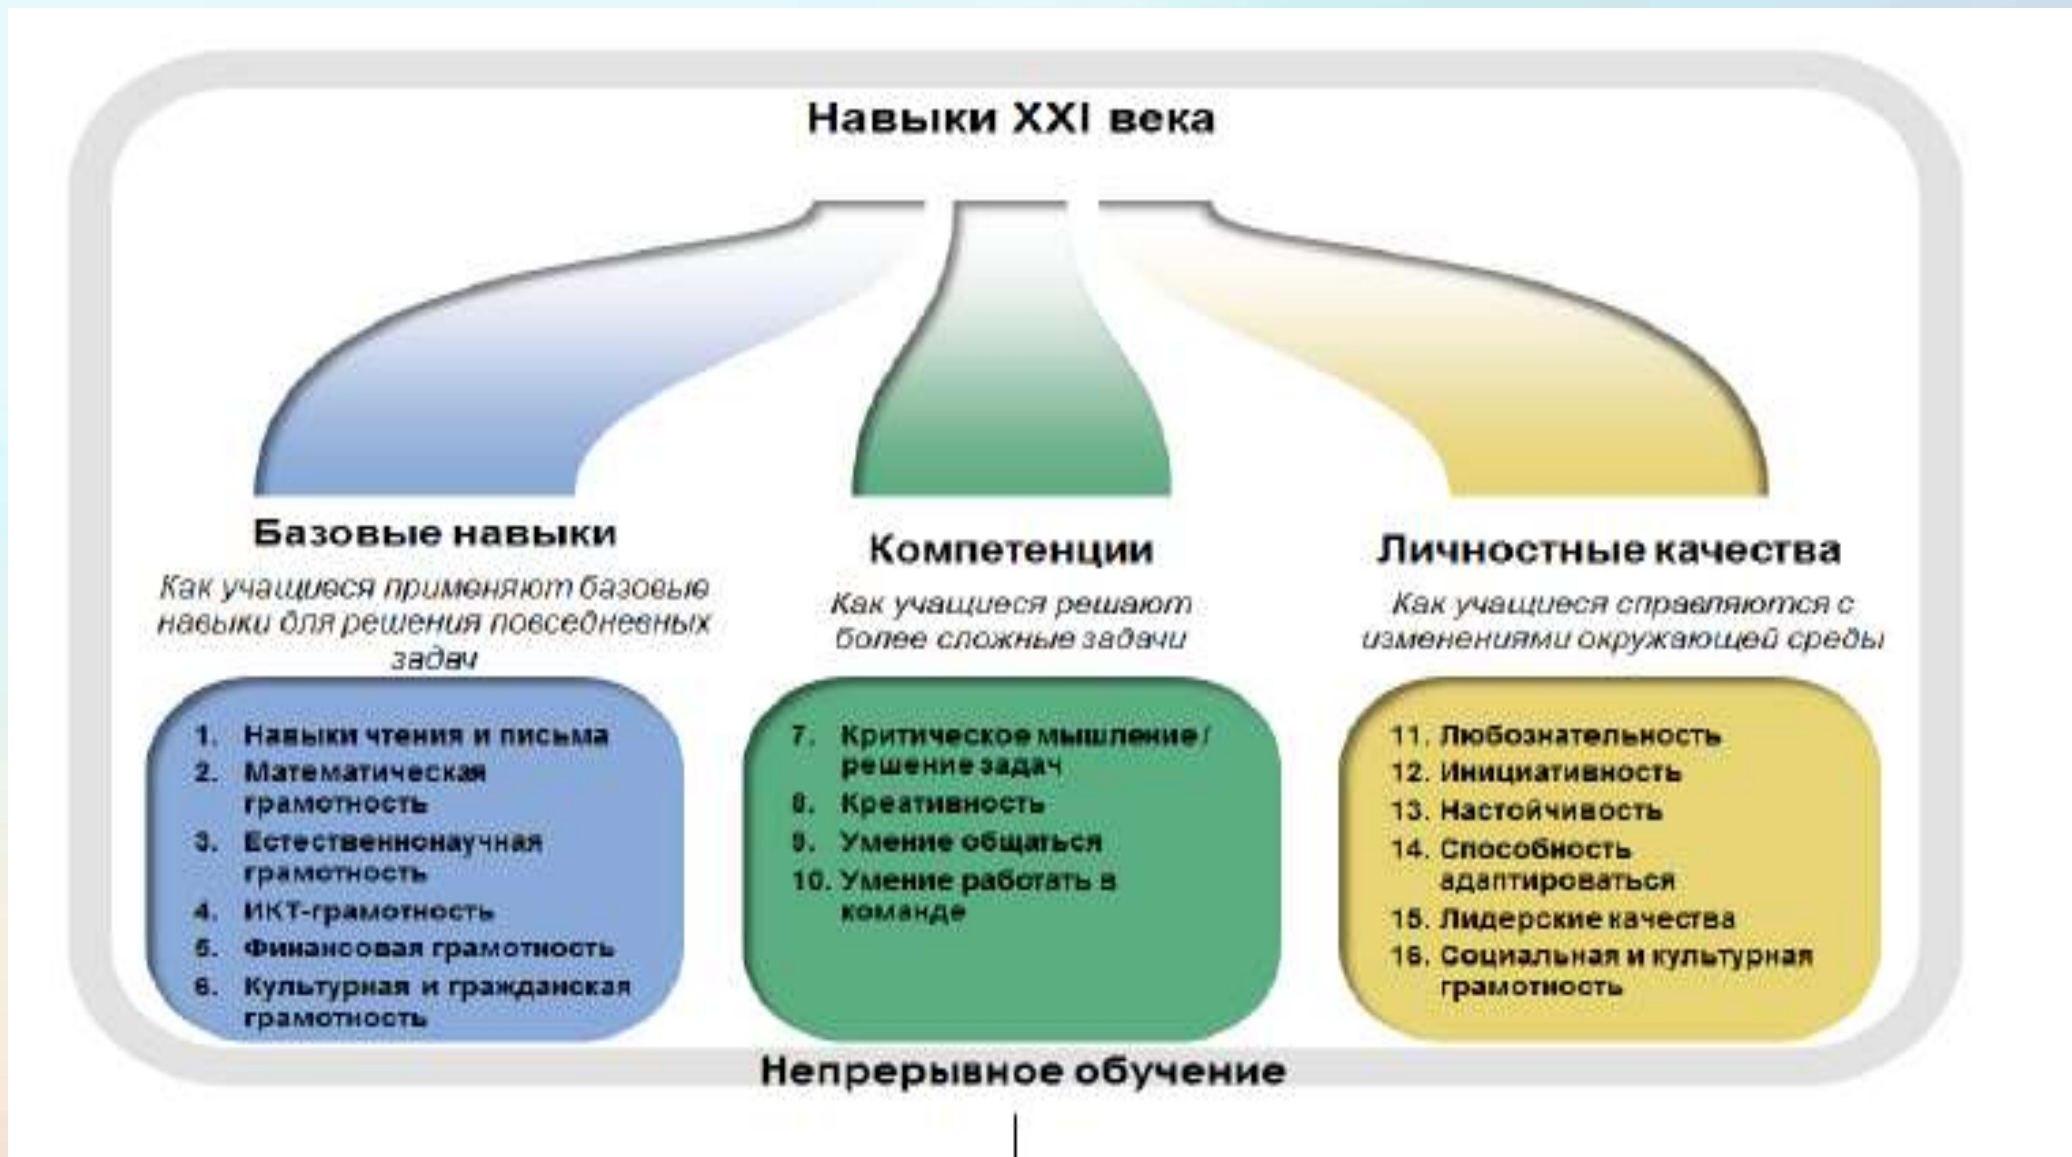 Навыки XXI века
Базовые навыки
Как учащиеся применяют базовые
навыки для решения повседневных
задач
1. Навыки чтения и письма
2. Математическая
грамотность
3. Естественнонаучная
грамотность
4. ИКТ-грамотность
5. Финансовая грамотность
6. Культурная и гражданская
грамотность
Компетенции
Как учащиеся решают
более сложные задачи
7. Критическое мышление/
решение задач
8. Креативность
9. Умение общаться
10. Умение работать в
команде
Личностные качества
Как учащиеся справляются с
изменениями окружающей среды
11. Любознательность
12. Инициативность
13. Настойчивость
14. Способность
адаптироваться
15. Лидерские качества
16. Социальная и культурная
грамотность
Непрерывное обучение